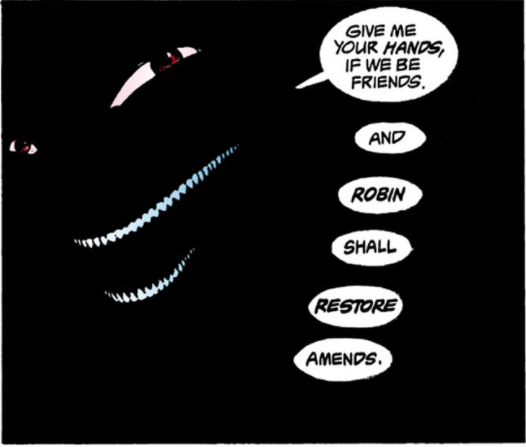 GIVE ME
YOUR HANDS,
IF WE BE
FRIENDS.
AND
ROBIN
SHALL
RESTORE
AMENDS.